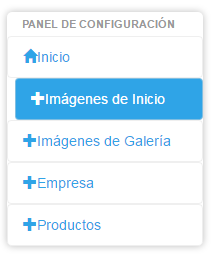 PANEL DE CONFIGURACIÓN
Inicio
Imágenes de Inicio
Imágenes de Galería
Empresa
Productos